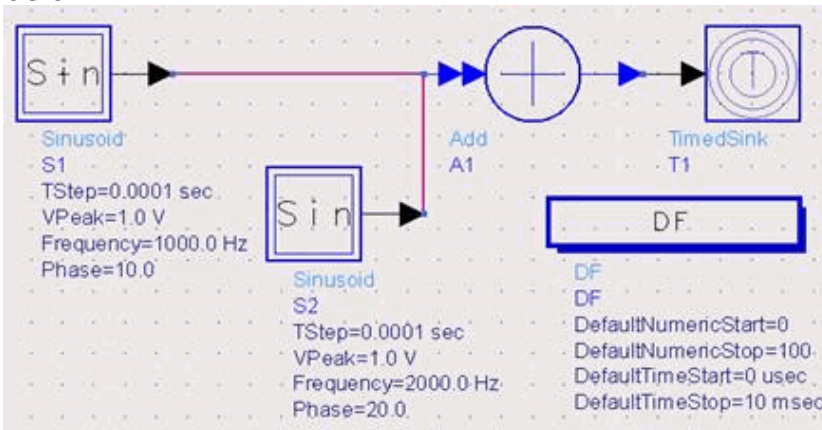 Sin
Sinusoid
S1
TStep=0.0001 sec
VPeak=1.0 V
Frequency=1000.0 Hz
Phase=10.0
Sin
Sinusoid
S2
TStep=0.0001 sec
VPeak=1.0 V
Frequency=2000.0 Hz
Phase=20.0
Add
A1
T
TimedSink
T1
DF
DF
DF
DefaultNumericStart=0
DefaultNumericStop=100
DefaultTimeStart=0 usec
DefaultTimeStop=10 msec